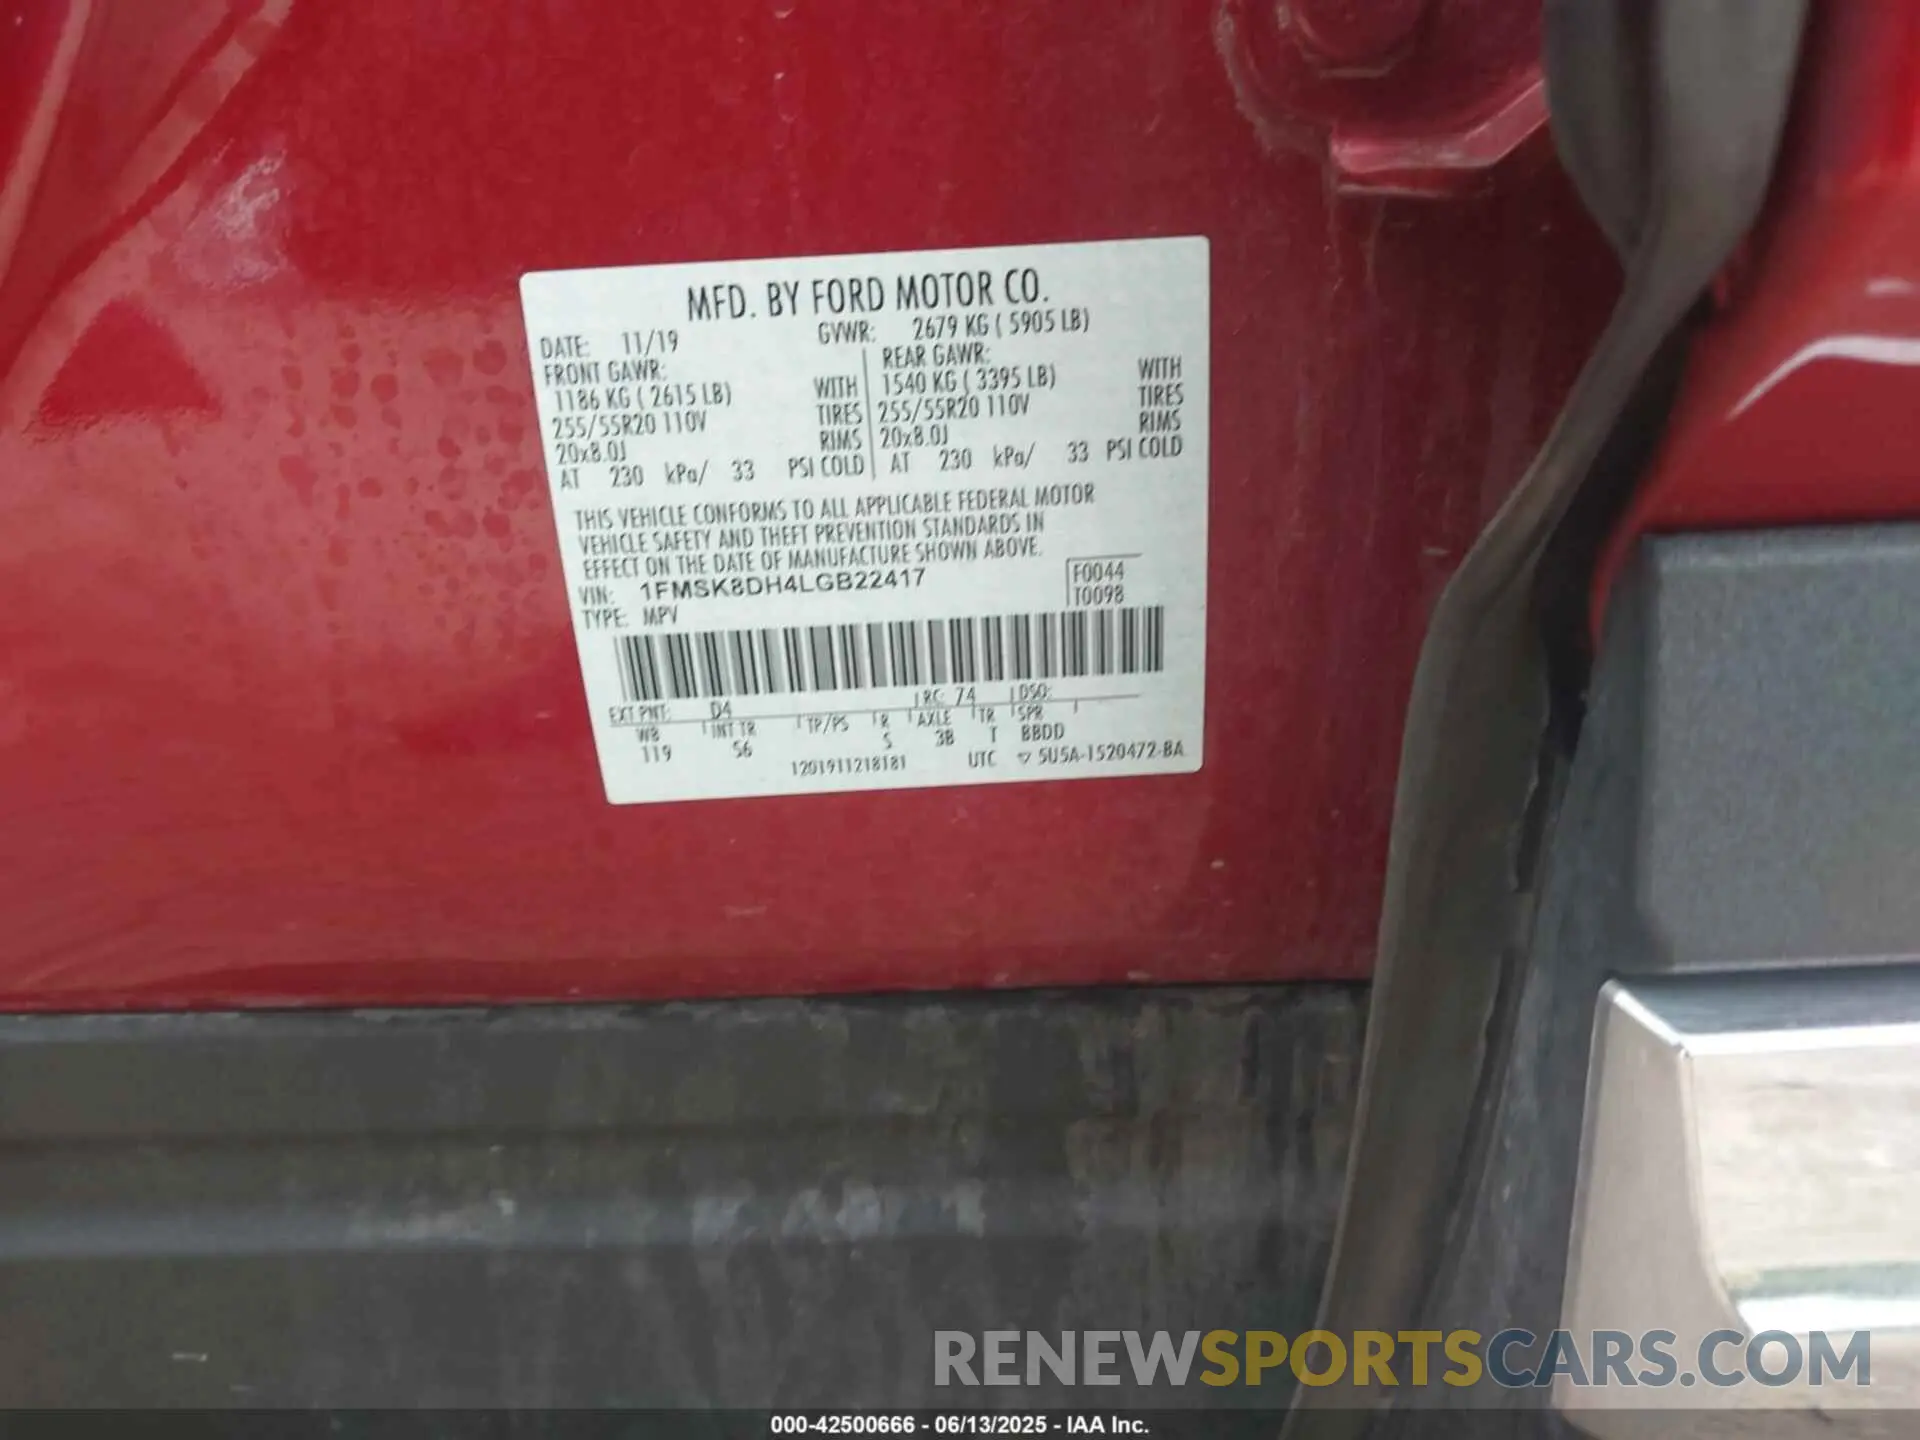 MFD. BY FORD MOTOR CO.
DATE: 11/19 GVWR: 2679 KG ( 5905 LB)
FRONT GAWR: REAR GAWR:
1186 KG ( 2615 LB) WITH 1540 KG ( 3395 LB) WITH
255/55R20 110V TIRES 255/55R20 110V TIRES
20x8.0J RIMS 20x8.0J RIMS
AT 230 kPa/ 33 PSI COLD AT 230 kPa/ 33 PSI COLD
THIS VEHICLE CONFORMS TO ALL APPLICABLE FEDERAL MOTOR
VEHICLE SAFETY AND THEFT PREVENTION STANDARDS IN
EFFECT ON THE DATE OF MANUFACTURE SHOWN ABOVE.
VIN: 1FMSK8DH4LGB22417 F0044
TYPE: MPV T0098
EXT PNT: D4 RC: 74 DSO:
WB INT TR TP/PS R AXLE TR SPR
119 S6 S 3B T BBDD
1201911218181 UTC ▽ 5U5A-1520472-BA
RENEWSPORTSCARS.COM
000-42500666 - 06/13/2025 - IAA Inc.